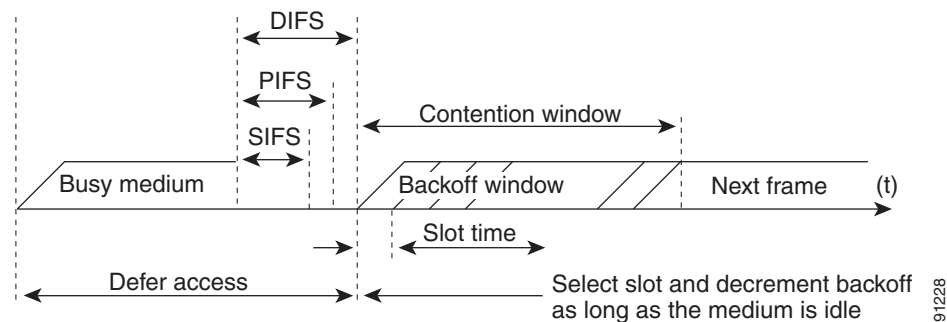 DIFS
PIFS
Contention window
SIFS
Busy medium
Backoff window
Next frame
(t)
Slot time
Defer access
Select slot and decrement backoff
as long as the medium is idle
91228